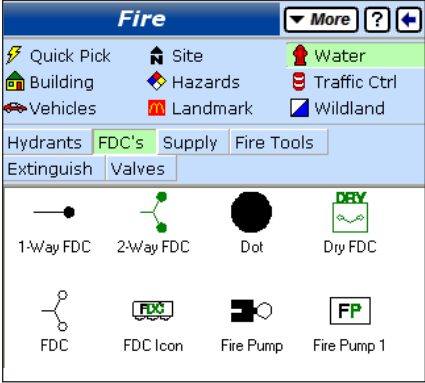 Fire More ?
Quick Pick Site Water
Building Hazards Traffic Ctrl
Vehicles Landmark Wildland
Hydrants FDC's Supply Fire Tools
Extinguish Valves
DRY
1-Way FDC 2-Way FDC Dot Dry FDC
FDC FP
FDC FDC Icon Fire Pump Fire Pump 1